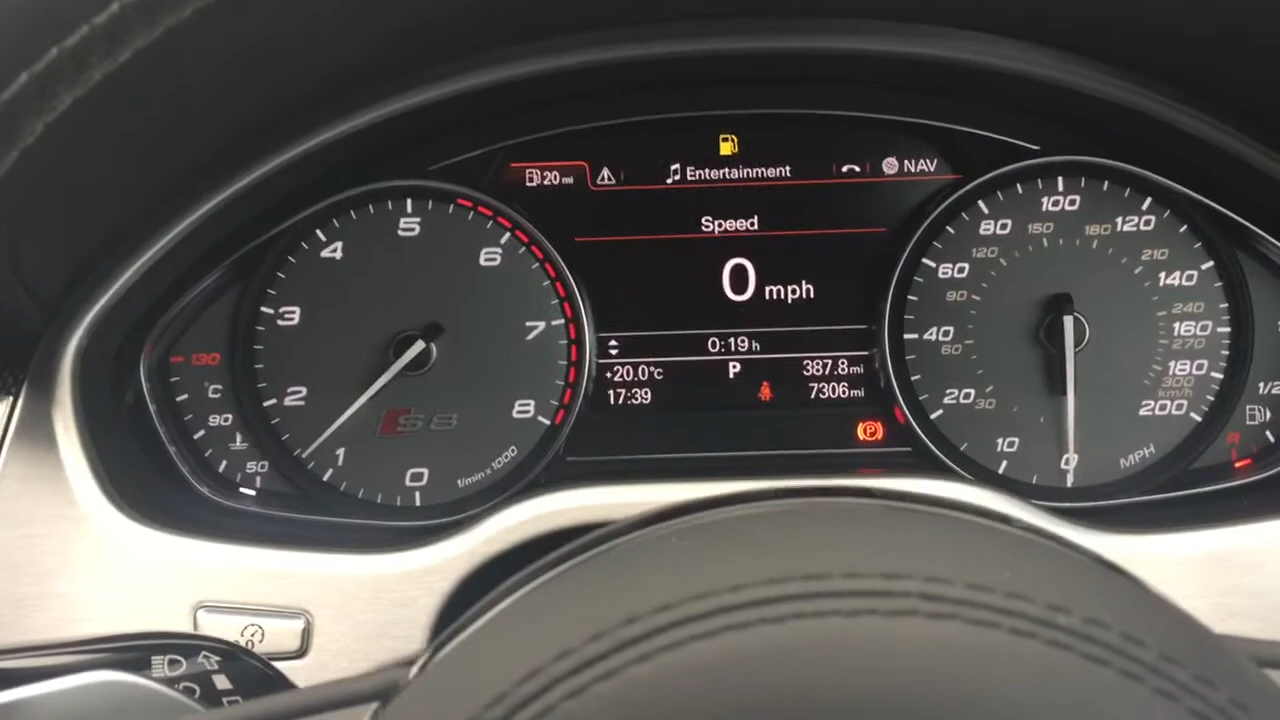 20 mi
Entertainment
NAV
Speed
0 mph
0:19 h
+20.0°C
P
387.8 mi
17:39
7306 mi
(P)
130
°C
90
50
0
1
2
3
4
5
6
7
8
S8
1/min x 1000
0
10
20
40
60
80
100
120
140
160
180
200
30
60
90
120
150
180
210
240
270
300
km/h
MPH
1/2
R